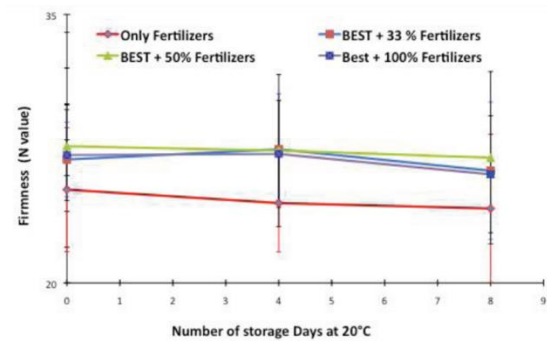 35
Only Fertilizers
BEST + 33 % Fertilizers
BEST + 50% Fertilizers
Best + 100% Fertilizers
Firmness (N value)
20
0 1 2 3 4 5 6 7 8 9
Number of storage Days at 20°C